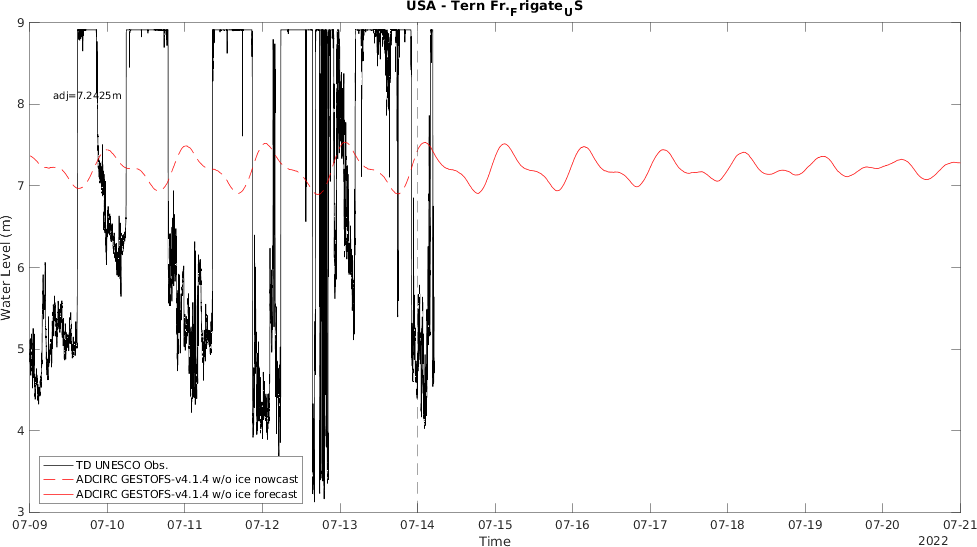 USA - Tern Fr.FrigateUS
9
8
7
6
5
4
3
Water Level (m)
adj=7.2425m
TD UNESCO Obs.
ADCIRC GESTOFS-v4.1.4 w/o ice nowcast
ADCIRC GESTOFS-v4.1.4 w/o ice forecast
07-09 07-10 07-11 07-12 07-13 07-14 07-15 07-16 07-17 07-18 07-19 07-20 07-21
Time
2022